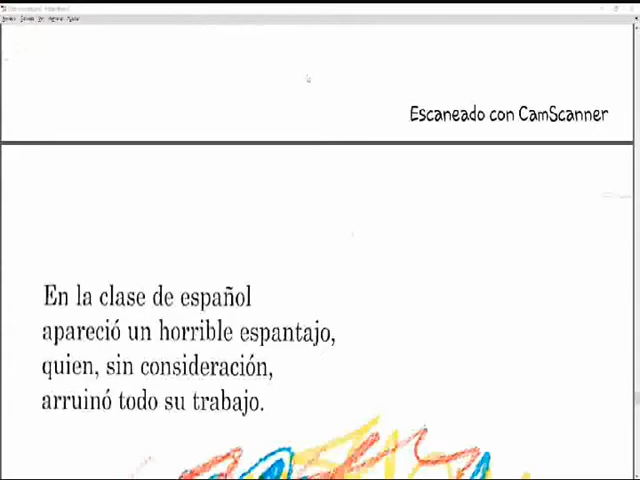 Escaneado con CamScanner
En la clase de español
apareció un horrible espantajo,
quien, sin consideración,
arruinó todo su trabajo.